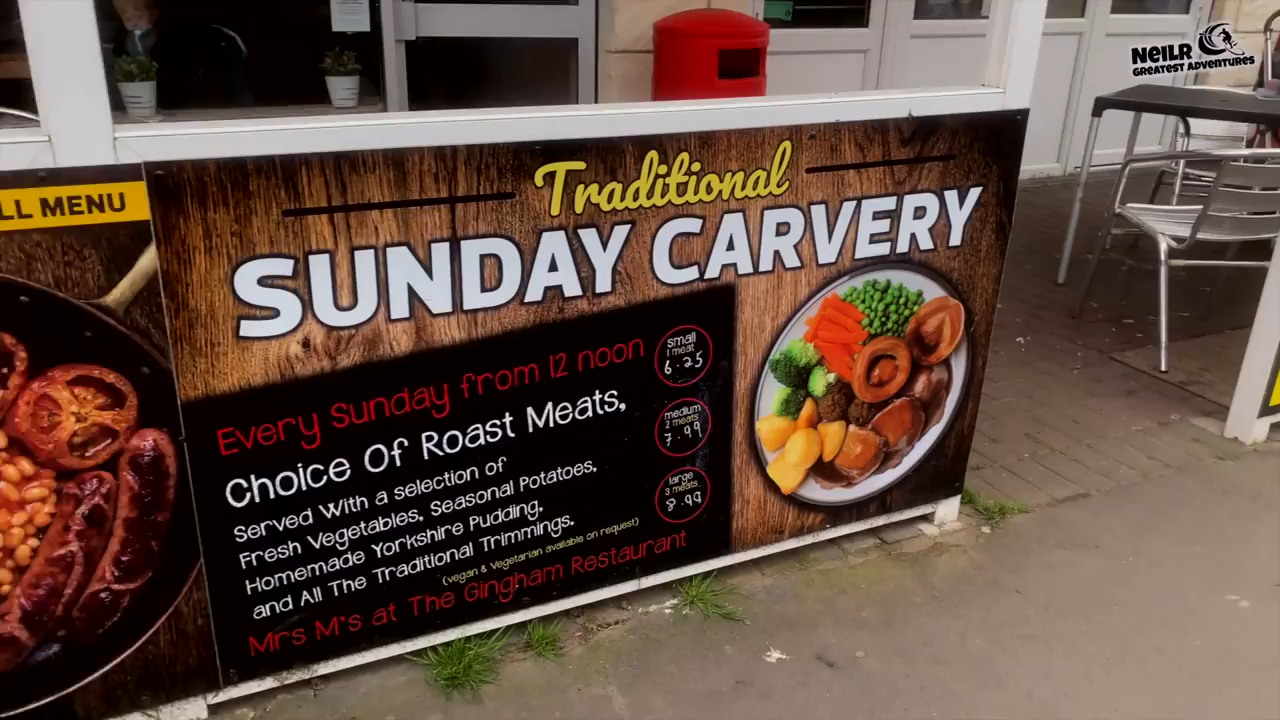 NEILR
GREATEST ADVENTURES
LL MENU
Traditional
SUNDAY CARVERY
Every Sunday from 12 noon
Choice Of Roast Meats,
Served With a selection of
Fresh Vegetables, Seasonal Potatoes,
Homemade Yorkshire Pudding,
and All The Traditional Trimmings.
(vegan & Vegetarian available on request)
Mrs M's at The Gingham Restaurant
small
1 meat
6.25
medium
2 meats
7.99
large
3 meats
8.99